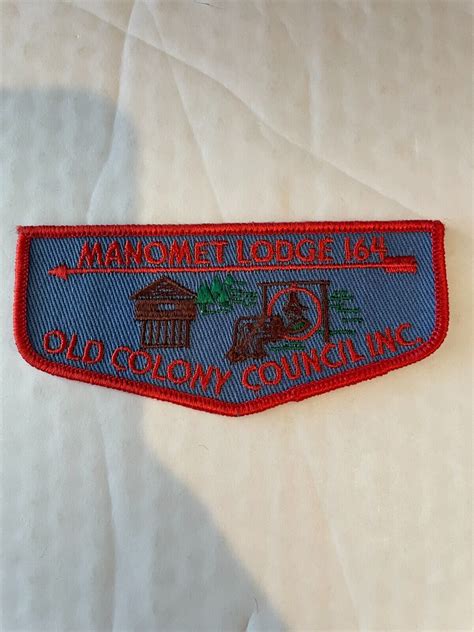 MANOMET LODGE 164
OLD COLONY COUNCIL INC.